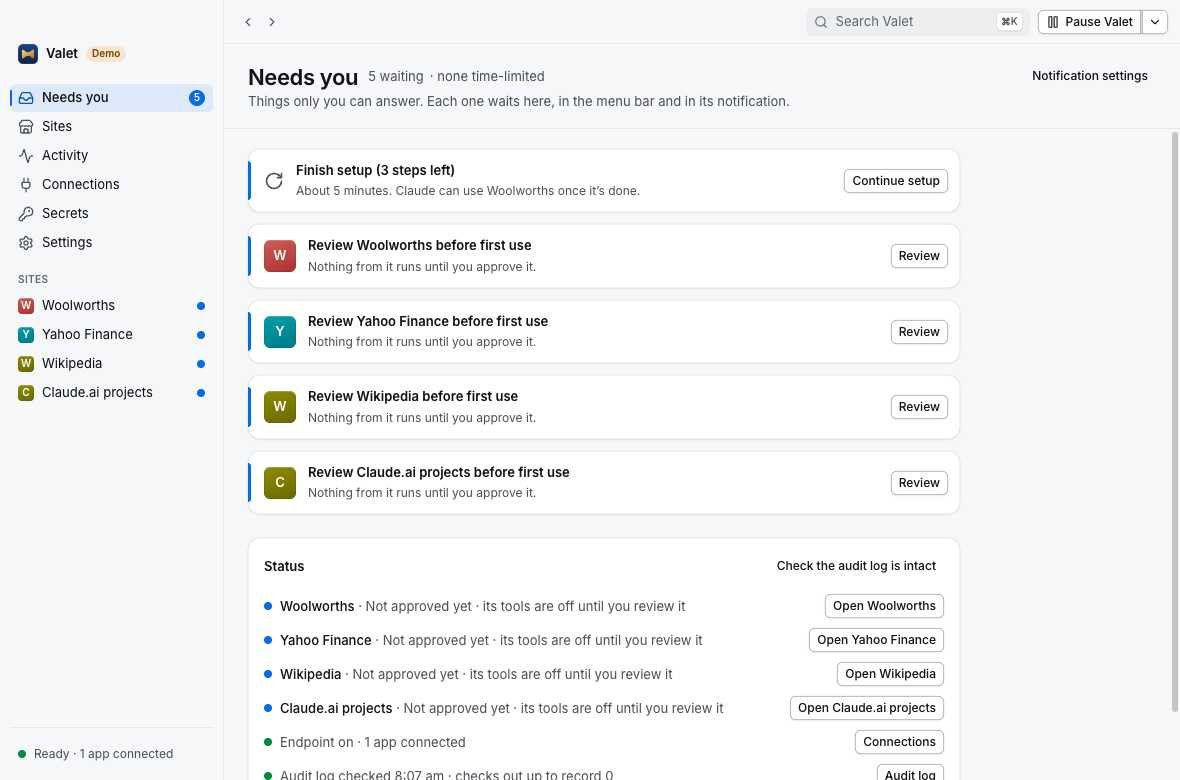 Search Valet
⌘K
Pause Valet
Valet
Demo
Needs you
5
Sites
Activity
Connections
Secrets
Settings
SITES
W Woolworths
Y Yahoo Finance
W Wikipedia
C Claude.ai projects
Ready · 1 app connected
Needs you 5 waiting · none time-limited
Notification settings
Things only you can answer. Each one waits here, in the menu bar and in its notification.
Finish setup (3 steps left)
About 5 minutes. Claude can use Woolworths once it’s done.
Continue setup
W
Review Woolworths before first use
Nothing from it runs until you approve it.
Review
Y
Review Yahoo Finance before first use
Nothing from it runs until you approve it.
Review
W
Review Wikipedia before first use
Nothing from it runs until you approve it.
Review
C
Review Claude.ai projects before first use
Nothing from it runs until you approve it.
Review
Status
Check the audit log is intact
Woolworths · Not approved yet · its tools are off until you review it
Open Woolworths
Yahoo Finance · Not approved yet · its tools are off until you review it
Open Yahoo Finance
Wikipedia · Not approved yet · its tools are off until you review it
Open Wikipedia
Claude.ai projects · Not approved yet · its tools are off until you review it
Open Claude.ai projects
Endpoint on · 1 app connected
Connections
Audit log checked 8:07 am · checks out up to record 0
Audit log